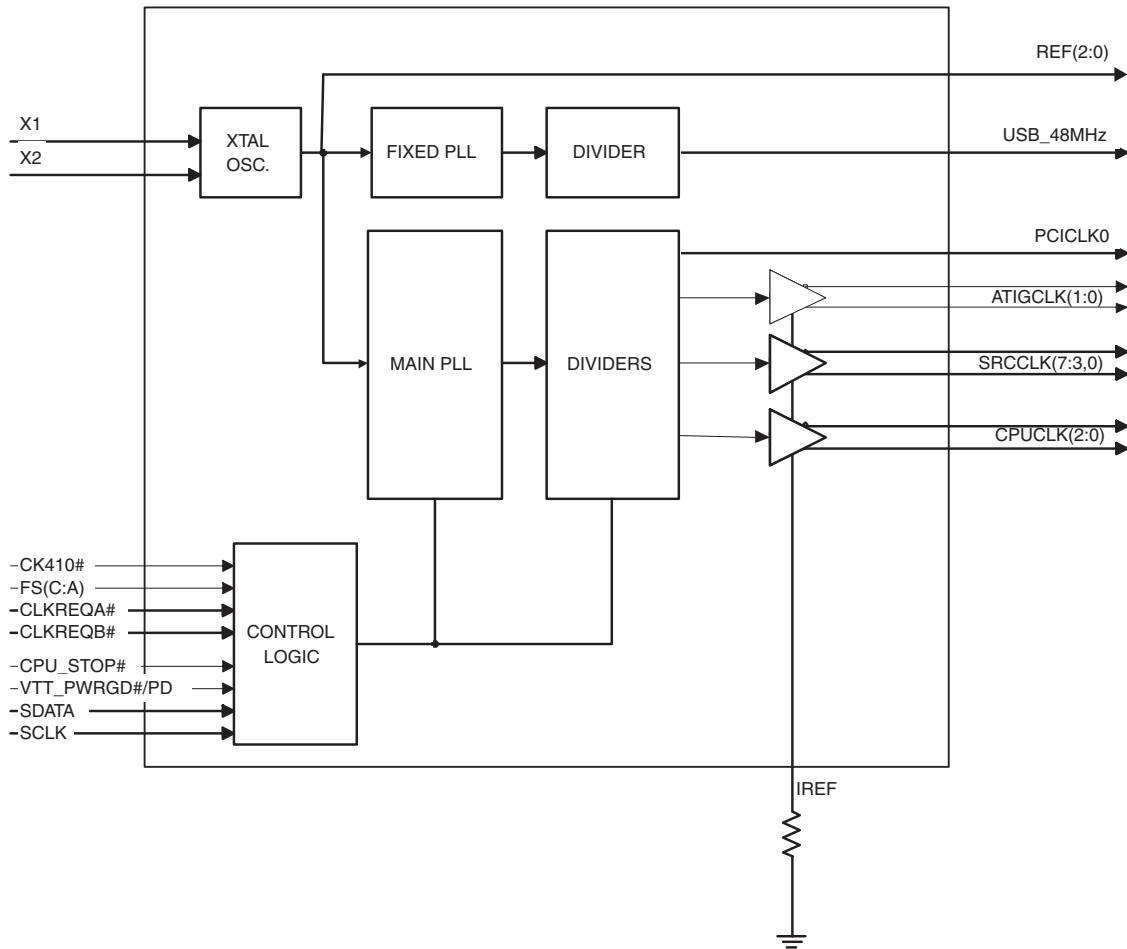 REF(2:0)
X1
X2
XTAL
OSC.
FIXED PLL
DIVIDER
USB_48MHz
PCICLK0
ATIGCLK(1:0)
MAIN PLL
DIVIDERS
SRCCLK(7:3,0)
CPUCLK(2:0)
CK410#
FS(C:A)
CLKREQA#
CLKREQB#
CPU_STOP#
VTT_PWRGD#/PD
SDATA
SCLK
CONTROL
LOGIC
IREF